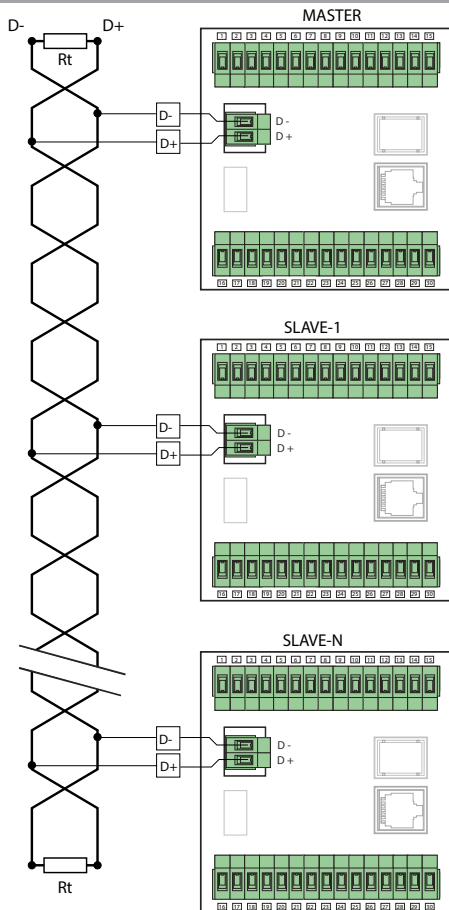 MASTER
D- D+
Rt
1 2 3 4 5 6 7 8 9 10 11 12 13 14 15
D- D -
D+ D +
16 17 18 19 20 21 22 23 24 25 26 27 28 29 30
SLAVE-1
1 2 3 4 5 6 7 8 9 10 11 12 13 14 15
D- D -
D+ D +
16 17 18 19 20 21 22 23 24 25 26 27 28 29 30
SLAVE-N
1 2 3 4 5 6 7 8 9 10 11 12 13 14 15
D- D -
D+ D +
Rt
16 17 18 19 20 21 22 23 24 25 26 27 28 29 30